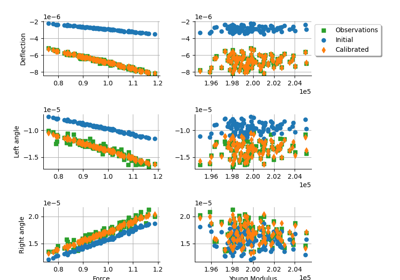 1e−6
−2
−4
−6
−8
Deflection
1e−6
−2
−4
−6
−8
0.8 0.9 1.0 1.1 1.2
1.96 1.98 2.00 2.02 2.04
1e5
Observations
Initial
Calibrated
1e−5
−1.0
−1.5
Left angle
1e−5
−1.0
−1.5
0.8 0.9 1.0 1.1 1.2
1.96 1.98 2.00 2.02 2.04
1e5
1e−5
2.0
1.5
Right angle
1e−5
2.0
1.5
0.8 0.9 1.0 1.1 1.2
Force
1.96 1.98 2.00 2.02 2.04
1e5
Young Modulus